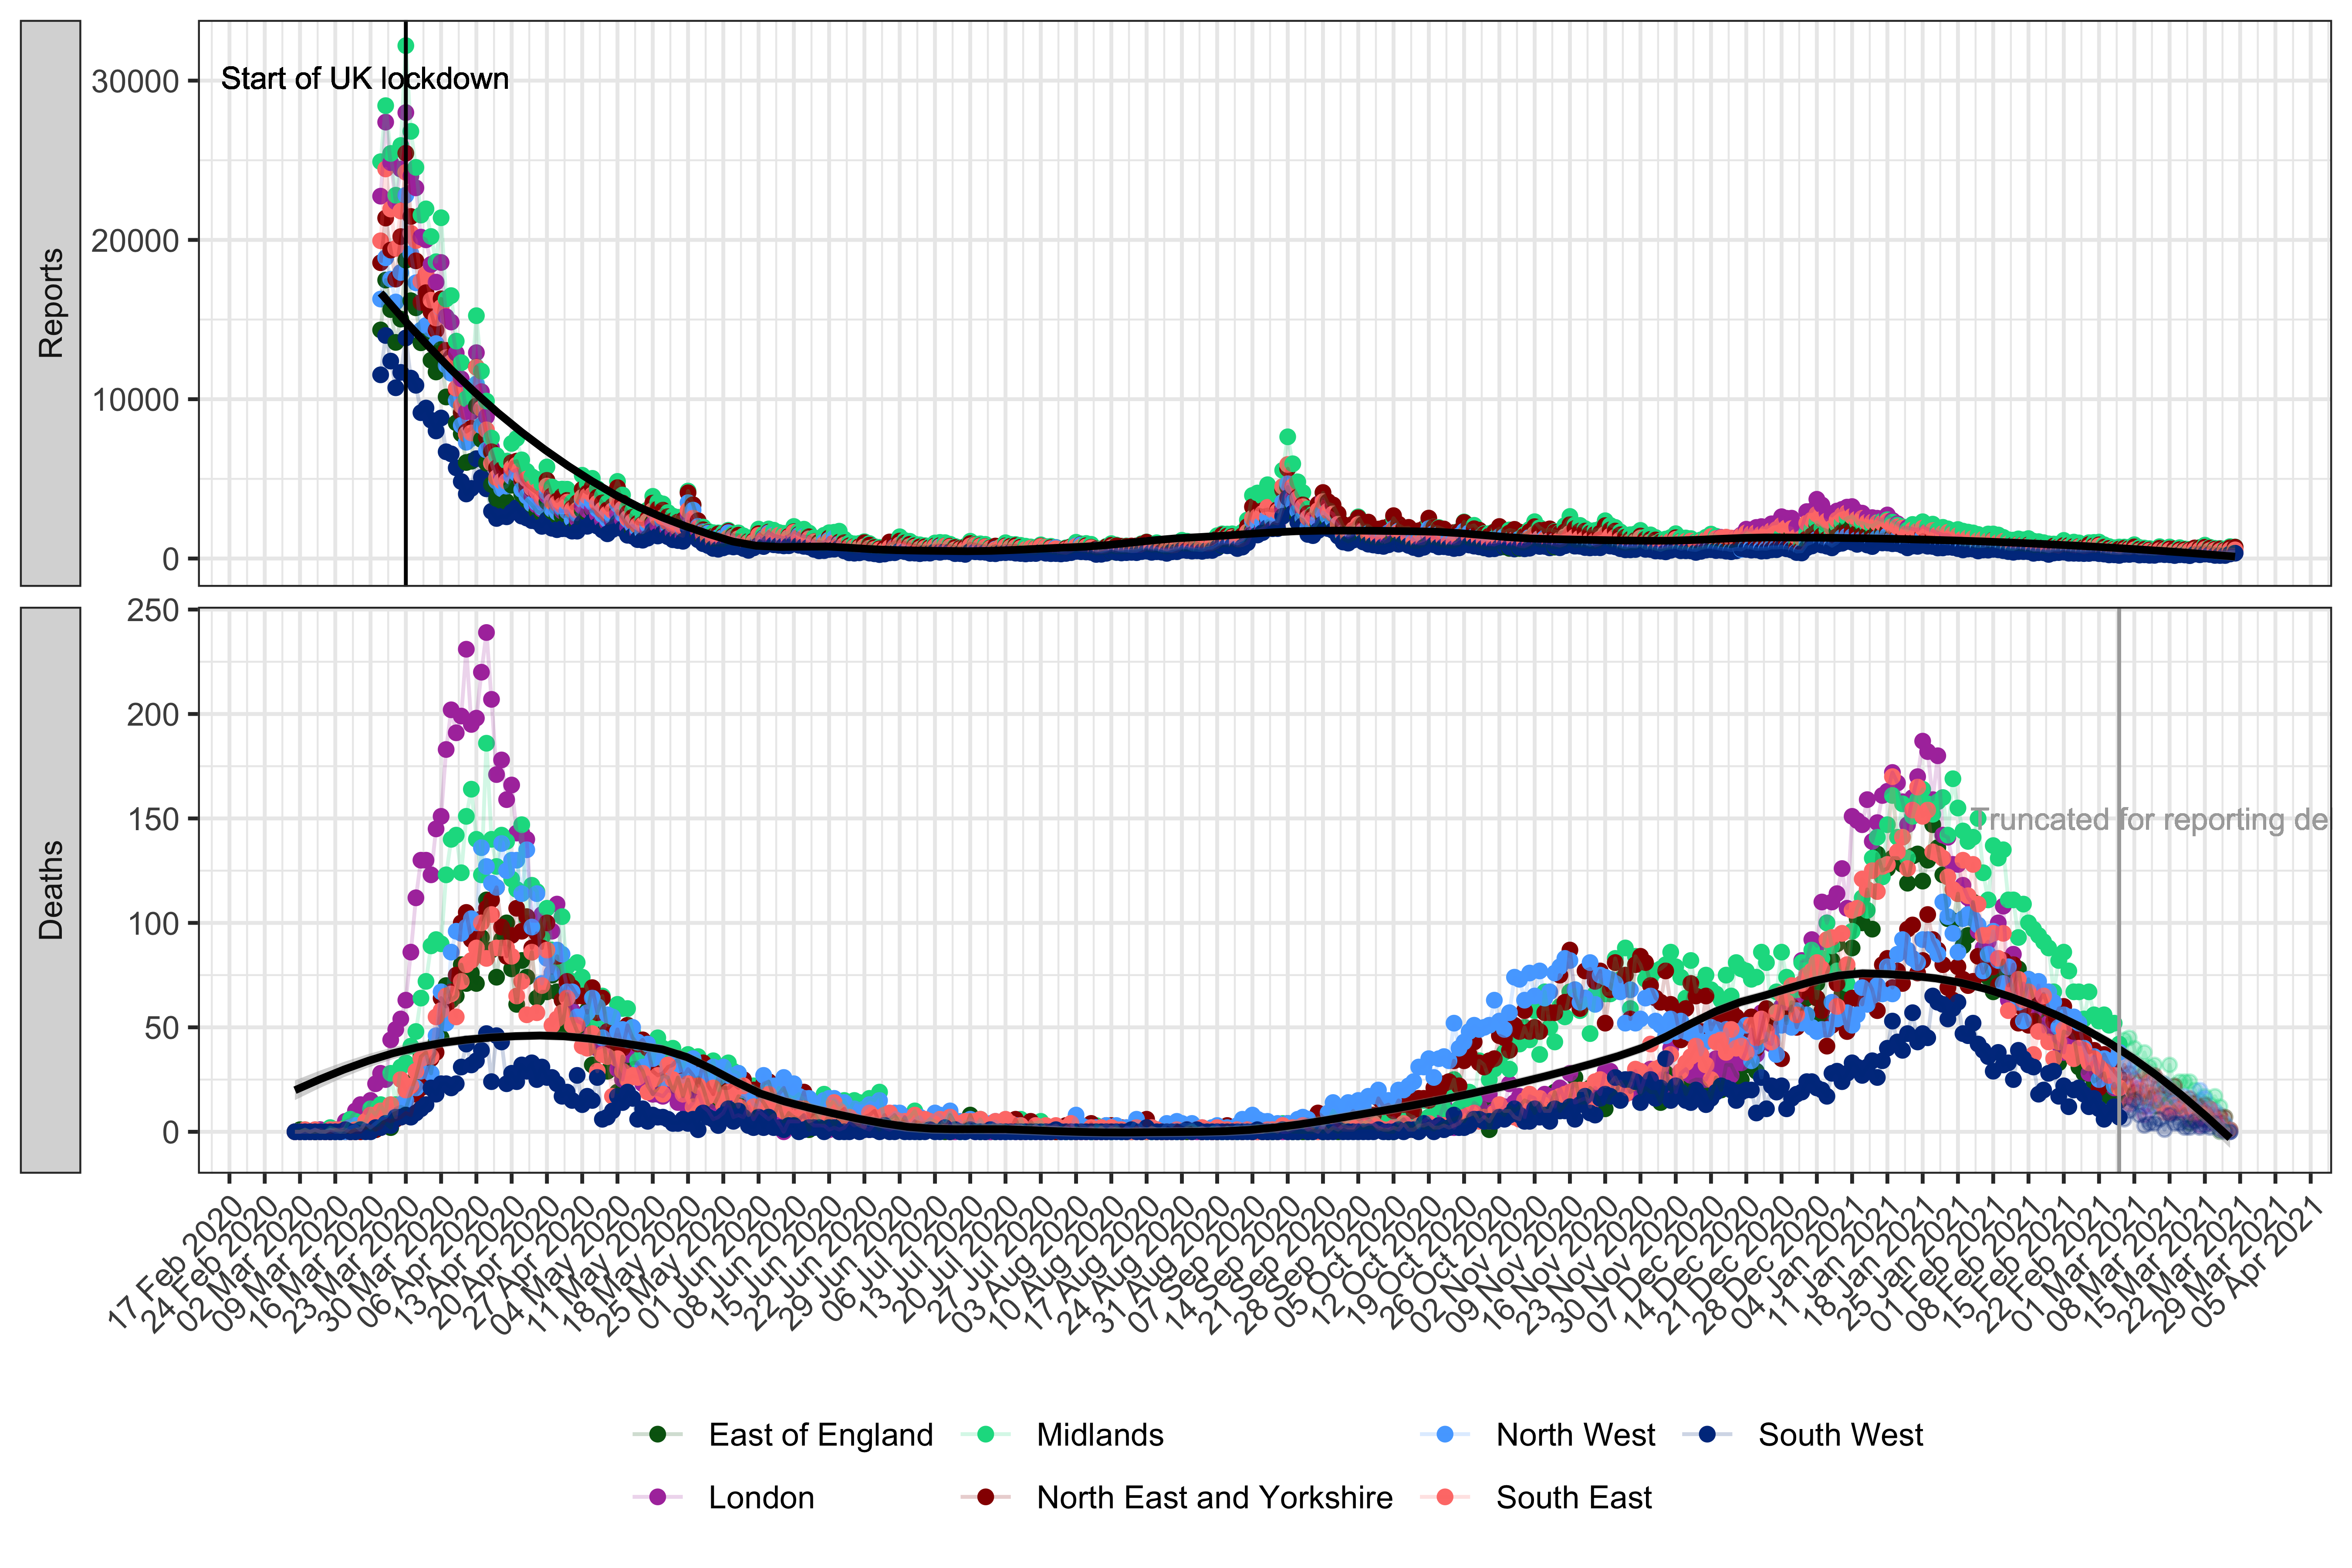 Reports
30000
20000
10000
0
Start of UK lockdown
Deaths
250
200
150
100
50
0
Truncated for reporting de
17 Feb 2020
24 Feb 2020
02 Mar 2020
09 Mar 2020
16 Mar 2020
23 Mar 2020
30 Mar 2020
06 Apr 2020
13 Apr 2020
20 Apr 2020
27 Apr 2020
04 May 2020
11 May 2020
18 May 2020
25 May 2020
01 Jun 2020
08 Jun 2020
15 Jun 2020
22 Jun 2020
29 Jun 2020
06 Jul 2020
13 Jul 2020
20 Jul 2020
27 Jul 2020
03 Aug 2020
10 Aug 2020
17 Aug 2020
24 Aug 2020
31 Aug 2020
07 Sep 2020
14 Sep 2020
21 Sep 2020
28 Sep 2020
05 Oct 2020
12 Oct 2020
19 Oct 2020
26 Oct 2020
02 Nov 2020
09 Nov 2020
16 Nov 2020
23 Nov 2020
30 Nov 2020
07 Dec 2020
14 Dec 2020
21 Dec 2020
28 Dec 2020
04 Jan 2021
11 Jan 2021
18 Jan 2021
25 Jan 2021
01 Feb 2021
08 Feb 2021
15 Feb 2021
22 Feb 2021
01 Mar 2021
08 Mar 2021
15 Mar 2021
22 Mar 2021
29 Mar 2021
05 Apr 2021
East of England
Midlands
North West
South West
London
North East and Yorkshire
South East